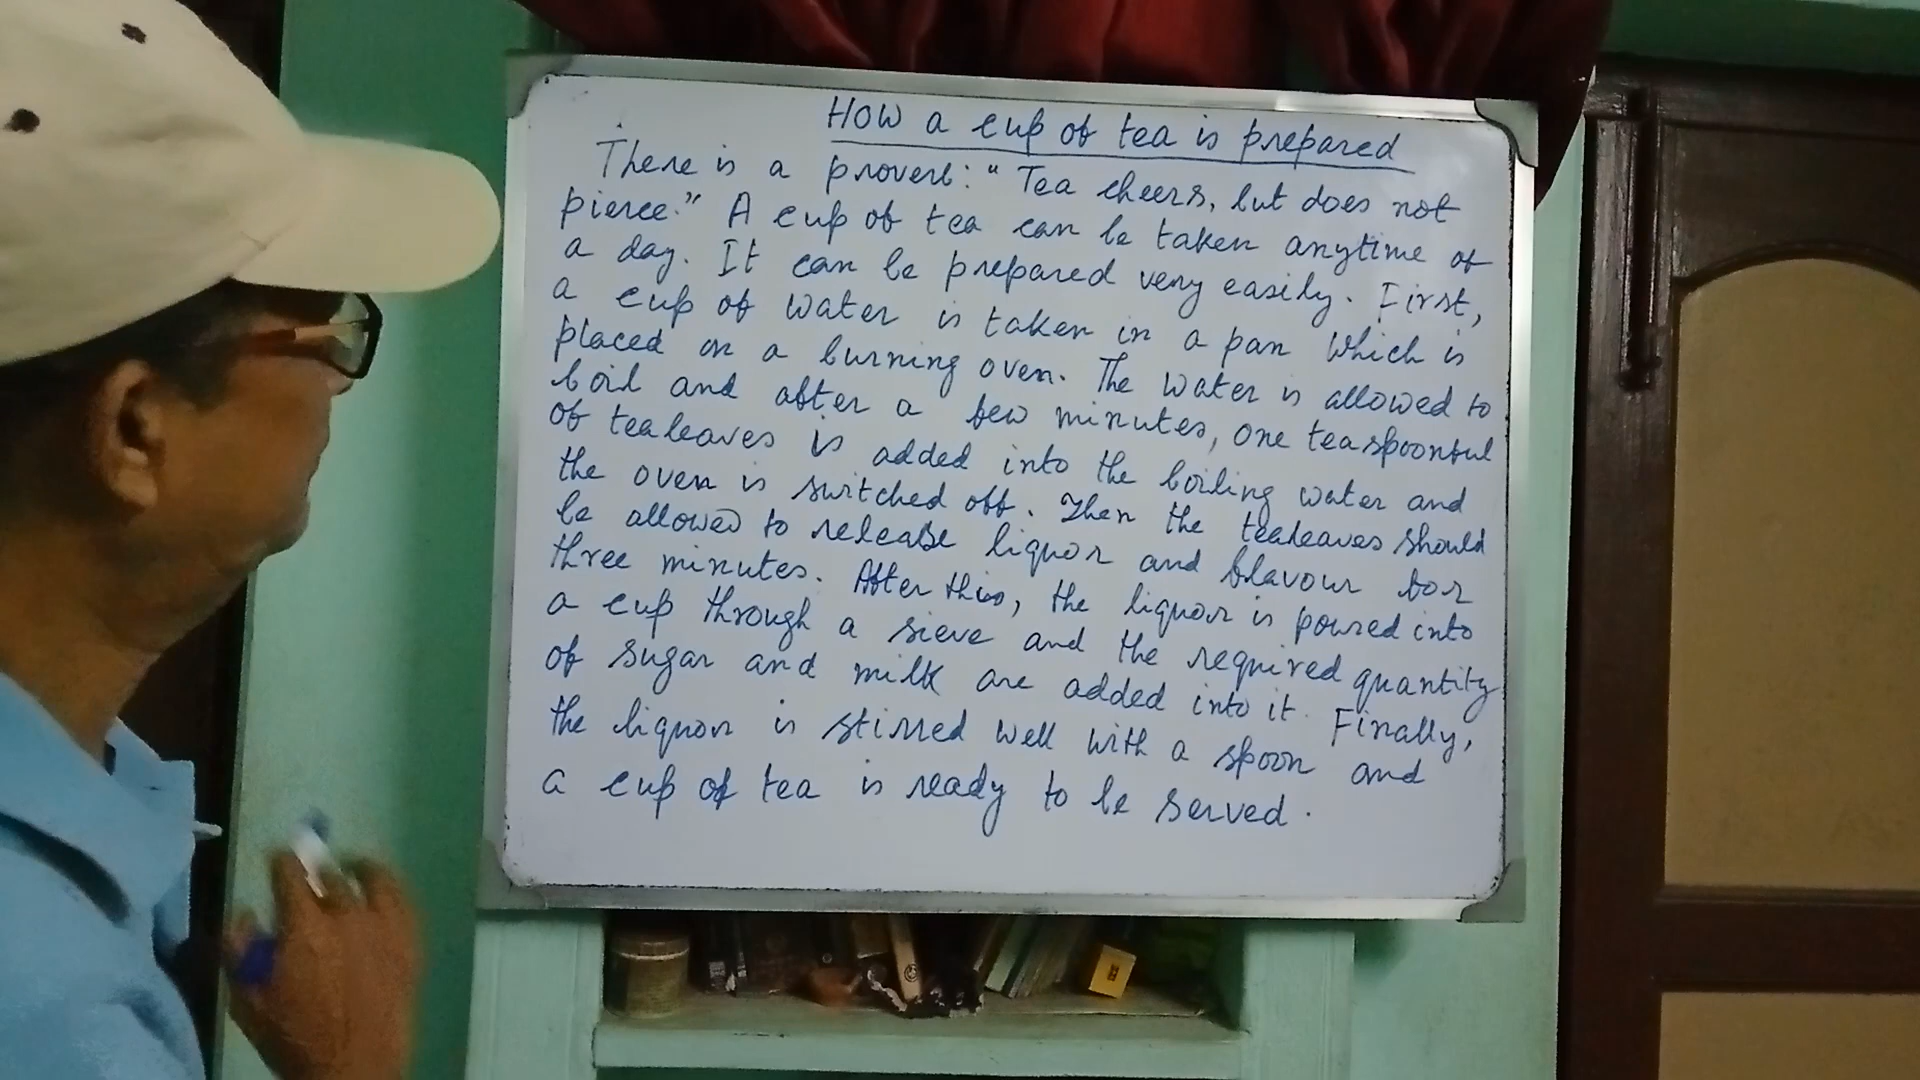 HOW a cup of tea is prepared
There is a proverb: "Tea cheers, but does not
pierce." A cup of tea can be taken anytime of
a day. It can be prepared very easily. First,
a cup of water is taken in a pan which is
placed on a burning oven. The water is allowed to
boil and after a few minutes, one teaspoonful
of tealeaves is added into the boiling water and
the oven is switched off. Then the tealeaves should
be allowed to release liquor and flavour for
three minutes. After this, the liquor is poured into
a cup through a sieve and the required quantity
of sugar and milk are added into it. Finally,
the liquor is stirred well with a spoon and
a cup of tea is ready to be served.